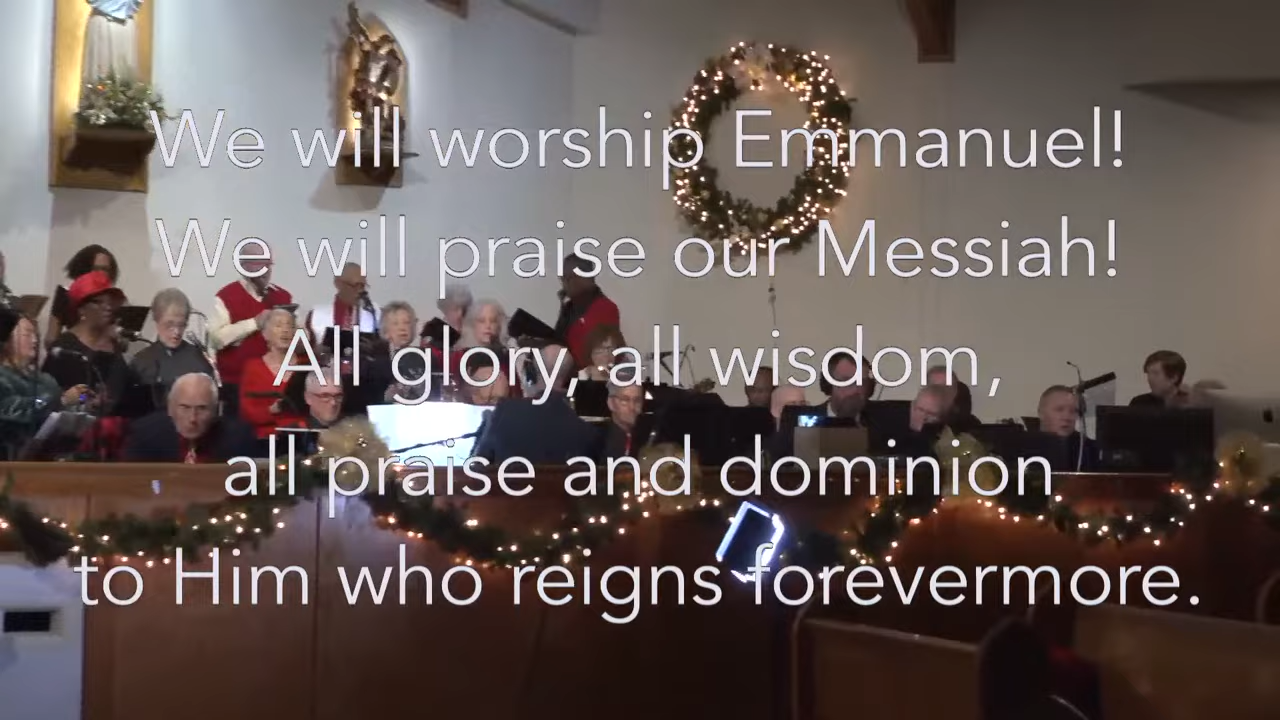 We will worship Emmanuel!
We will praise our Messiah!
All glory, all wisdom,
all praise and dominion
to Him who reigns forevermore.